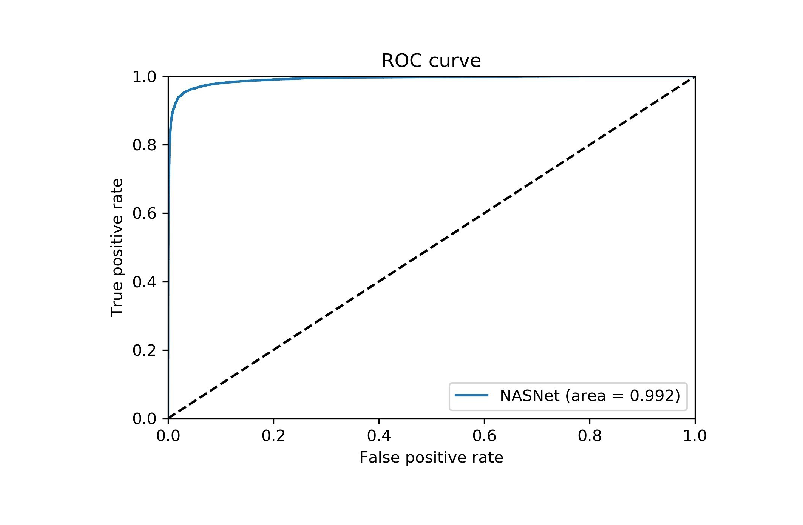 ROC curve
1.0
0.8
0.6
0.4
0.2
0.0
True positive rate
NASNet (area = 0.992)
0.0 0.2 0.4 0.6 0.8 1.0
False positive rate